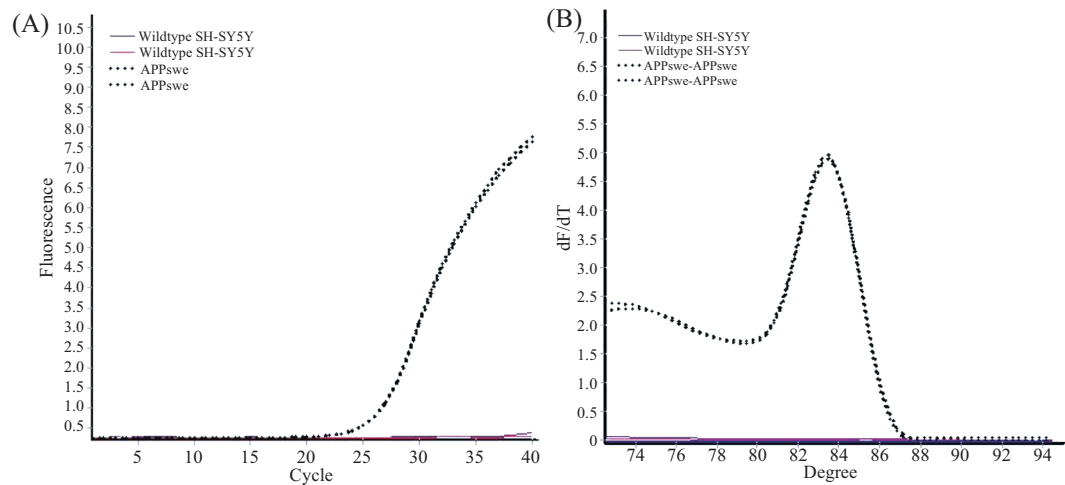 (A)
Wildtype SH-SY5Y
Wildtype SH-SY5Y
APPswe
APPswe
10.5
10.0
9.5
9.0
8.5
8.0
7.5
7.0
6.5
6.0
5.5
5.0
4.5
4.0
3.5
3.0
2.5
2.0
1.5
1.0
0.5
Fluorescence
5 10 15 20 25 30 35 40
Cycle
(B)
Wildtype SH-SY5Y
Wildtype SH-SY5Y
APPswe-APPswe
APPswe-APPswe
7.0
6.5
6.0
5.5
5.0
4.5
4.0
3.5
3.0
2.5
2.0
1.5
1.0
0.5
0
dF/dT
74 76 78 80 82 84 86 88 90 92 94
Degree